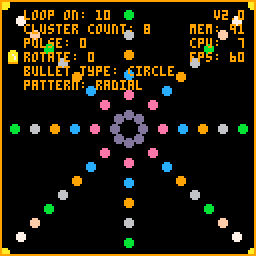 LOOP ON: 10 V2.0
CLUSTER COUNT: 8 MEM: 41
PULSE: 0 CPU: 7
ROTATE: 0 FPS: 60
BULLET TYPE: CIRCLE
PATTERN: RADIAL